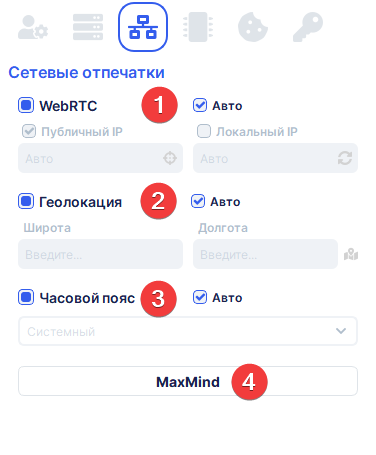 Сетевые отпечатки
WebRTC 1 Авто
Публичный IP Локальный IP
Авто Авто
Геолокация 2 Авто
Широта Долгота
Введите... Введите...
Часовой пояс 3 Авто
Системный
MaxMind 4